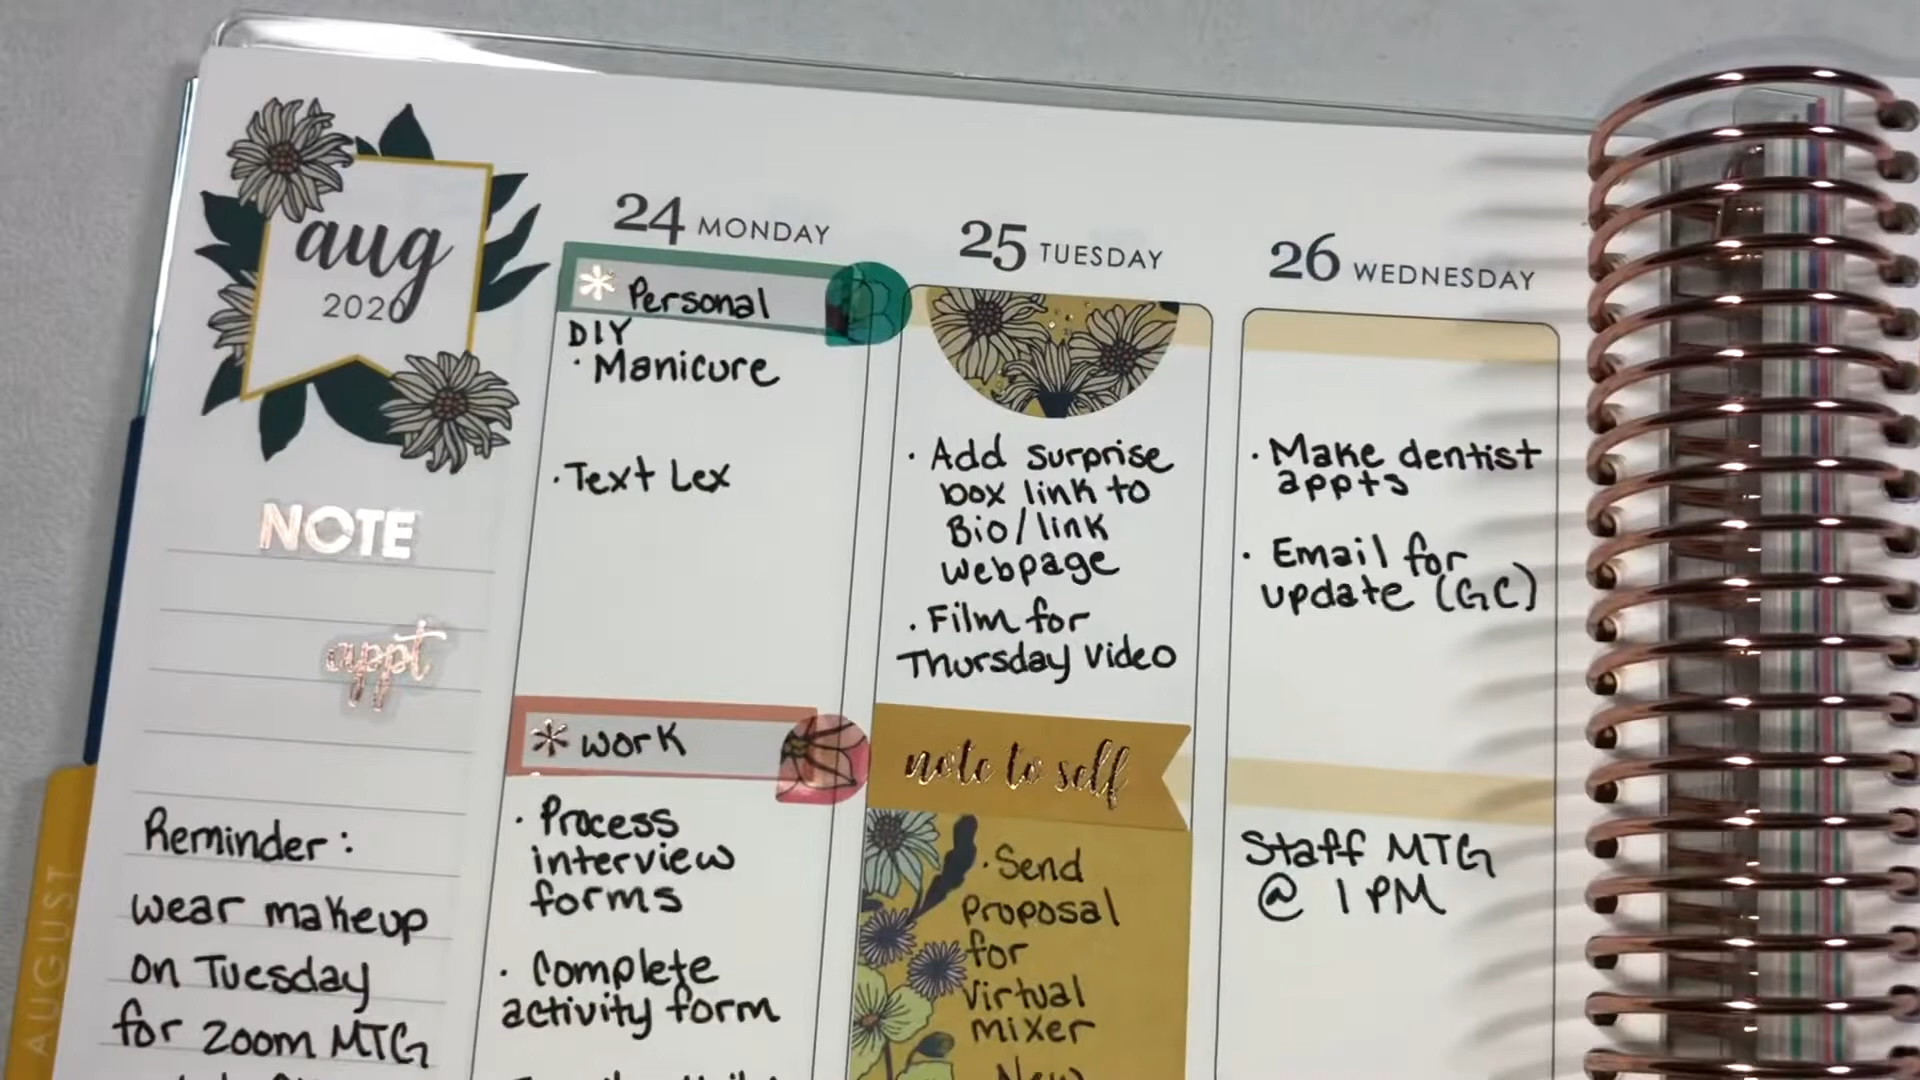 aug
2020
NOTE
appt
Reminder:
wear makeup
on Tuesday
for Zoom MTG
AUGUST
24 MONDAY
* Personal
DIY
· Manicure
· Text Lex
* Work
· Process
interview
forms
· Complete
activity form
25 TUESDAY
· Add surprise
box link to
Bio/link
webpage
· Film for
Thursday video
note to self
· Send
Proposal
for
Virtual
mixer
New
26 WEDNESDAY
· Make dentist
appts
· Email for
update (GC)
Staff MTG
@ 1 PM